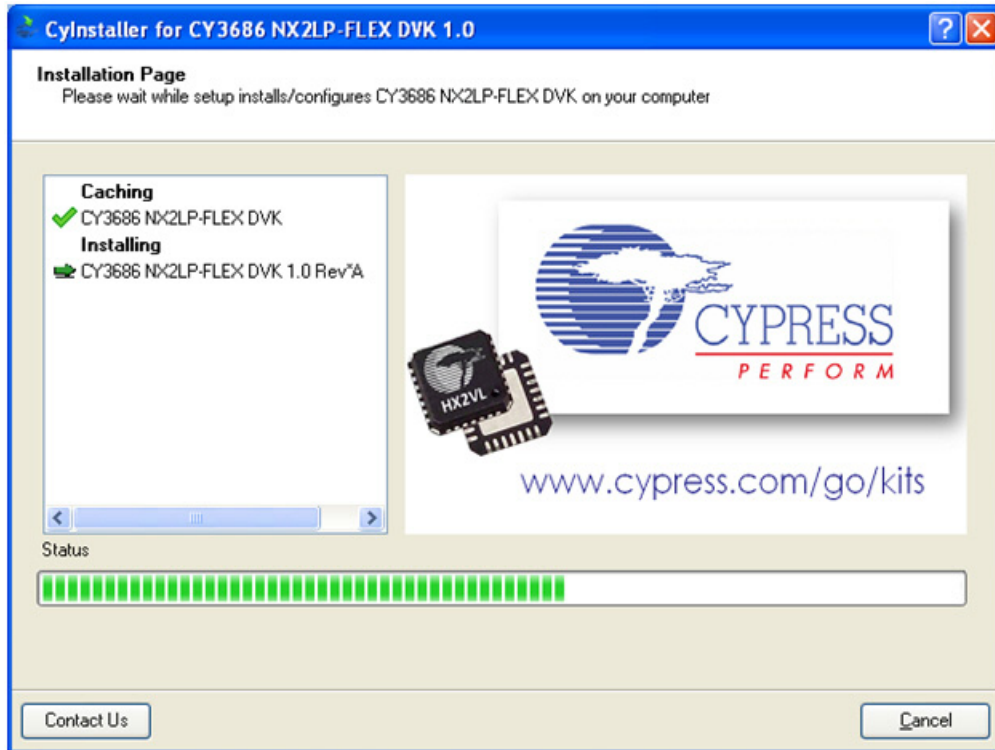 CyInstaller for CY3686 NX2LP-FLEX DVK 1.0
Installation Page
Please wait while setup installs/configures CY3686 NX2LP-FLEX DVK on your computer
Caching
CY3686 NX2LP-FLEX DVK
Installing
CY3686 NX2LP-FLEX DVK 1.0 Rev"A
CYPRESS
PERFORM
HX2VL
www.cypress.com/go/kits
Status
Contact Us
Cancel